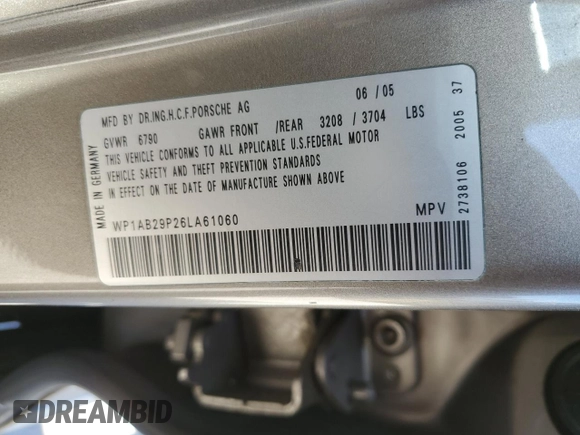 MFD BY DR.ING.H.C.F.PORSCHE AG 06 / 05
GVWR 6790 GAWR FRONT /REAR 3208 / 3704 LBS
THIS VEHICLE CONFORMS TO ALL APPLICABLE U.S.FEDERAL MOTOR
VEHICLE SAFETY AND THEFT PREVENTION STANDARDS
IN EFFECT ON THE DATE OF MANUFACTURE SHOWN ABOVE
WP1AB29P26LA61060 MPV
MADE IN GERMANY
2738106 2005 37
DREAMBID